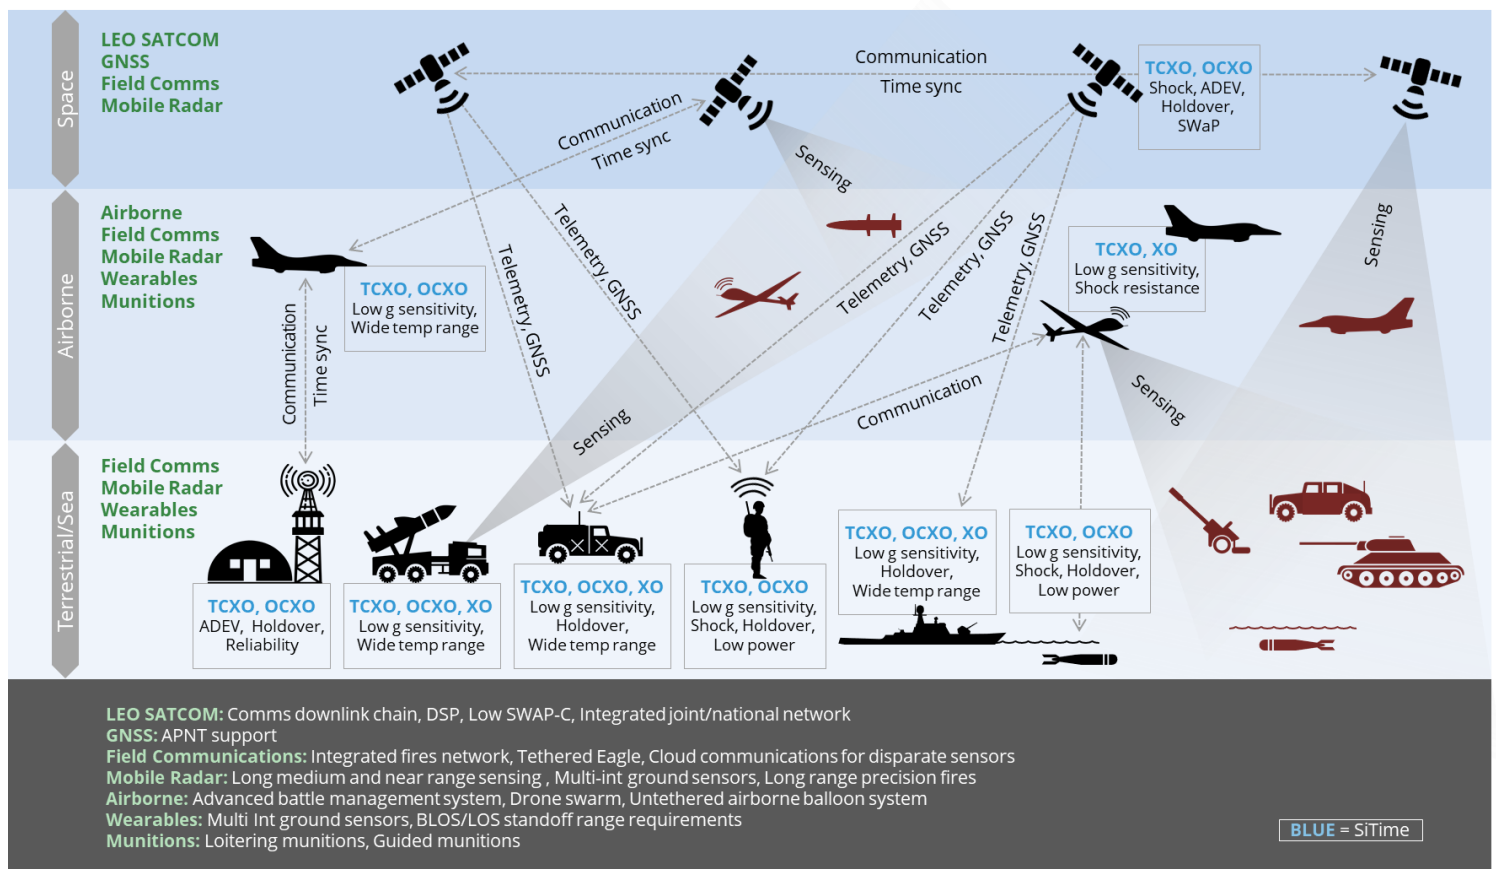 Space
LEO SATCOM
GNSS
Field Comms
Mobile Radar
Communication
Time sync
Communication
Time sync
TCXO, OCXO
Shock, ADEV,
Holdover,
SWaP
Sensing
Airborne
Airborne
Field Comms
Mobile Radar
Wearables
Munitions
TCXO, OCXO
Low g sensitivity,
Wide temp range
Communication
Time sync
Telemetry, GNSS
Telemetry, GNSS
Telemetry, GNSS
Telemetry, GNSS
Telemetry, GNSS
TCXO, XO
Low g sensitivity,
Shock resistance
Sensing
Sensing
Communication
Sensing
Terrestrial/Sea
Field Comms
Mobile Radar
Wearables
Munitions
TCXO, OCXO
ADEV, Holdover,
Reliability
TCXO, OCXO, XO
Low g sensitivity,
Wide temp range
TCXO, OCXO, XO
Low g sensitivity,
Holdover,
Wide temp range
TCXO, OCXO
Low g sensitivity,
Shock, Holdover,
Low power
TCXO, OCXO, XO
Low g sensitivity,
Holdover,
Wide temp range
TCXO, OCXO
Low g sensitivity,
Shock, Holdover,
Low power
LEO SATCOM: Comms downlink chain, DSP, Low SWAP-C, Integrated joint/national network
GNSS: APNT support
Field Communications: Integrated fires network, Tethered Eagle, Cloud communications for disparate sensors
Mobile Radar: Long medium and near range sensing , Multi-int ground sensors, Long range precision fires
Airborne: Advanced battle management system, Drone swarm, Untethered airborne balloon system
Wearables: Multi Int ground sensors, BLOS/LOS standoff range requirements
Munitions: Loitering munitions, Guided munitions
BLUE = SiTime